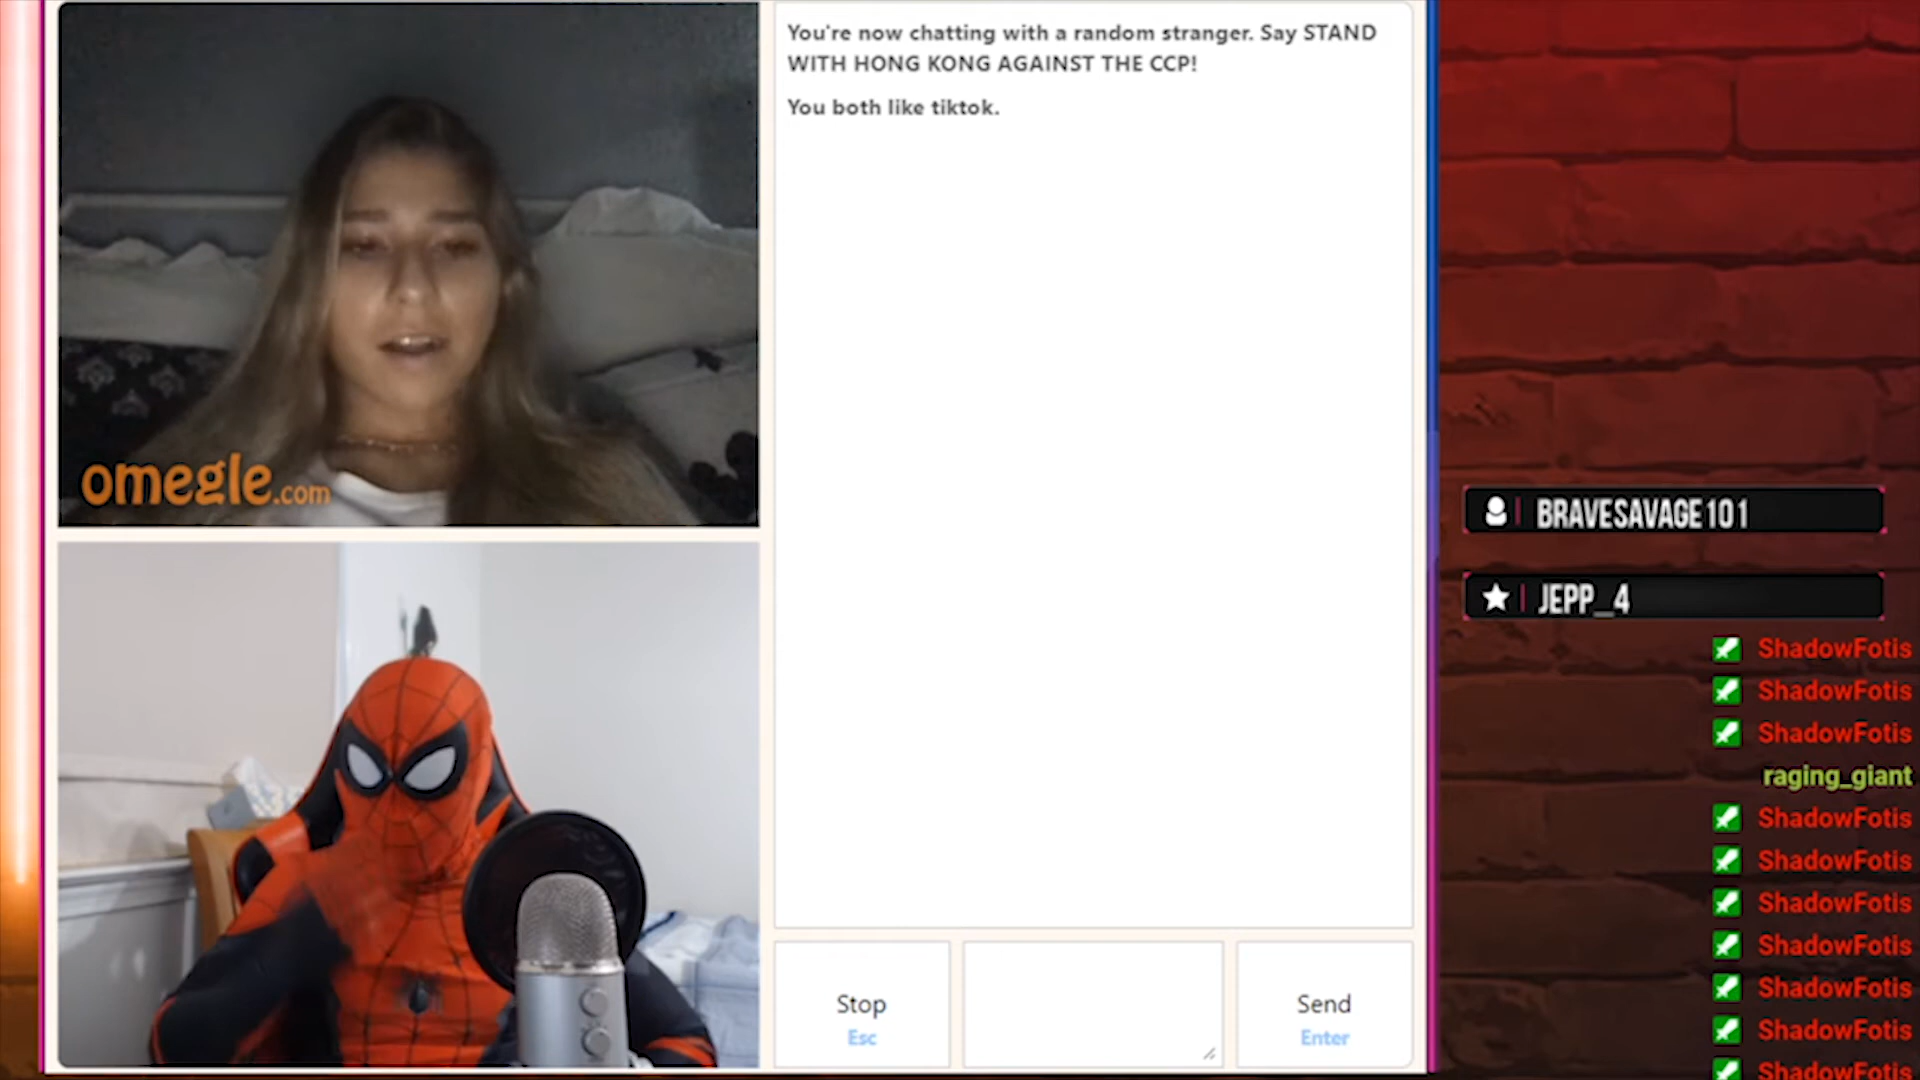 You're now chatting with a random stranger. Say STAND
WITH HONG KONG AGAINST THE CCP!
You both like tiktok.
omegle.com
BRAVESAVAGE101
JEPP_4
ShadowFotis
ShadowFotis
ShadowFotis
raging_giant
ShadowFotis
ShadowFotis
ShadowFotis
ShadowFotis
ShadowFotis
ShadowFotis
ShadowFotis
Stop
Esc
Send
Enter